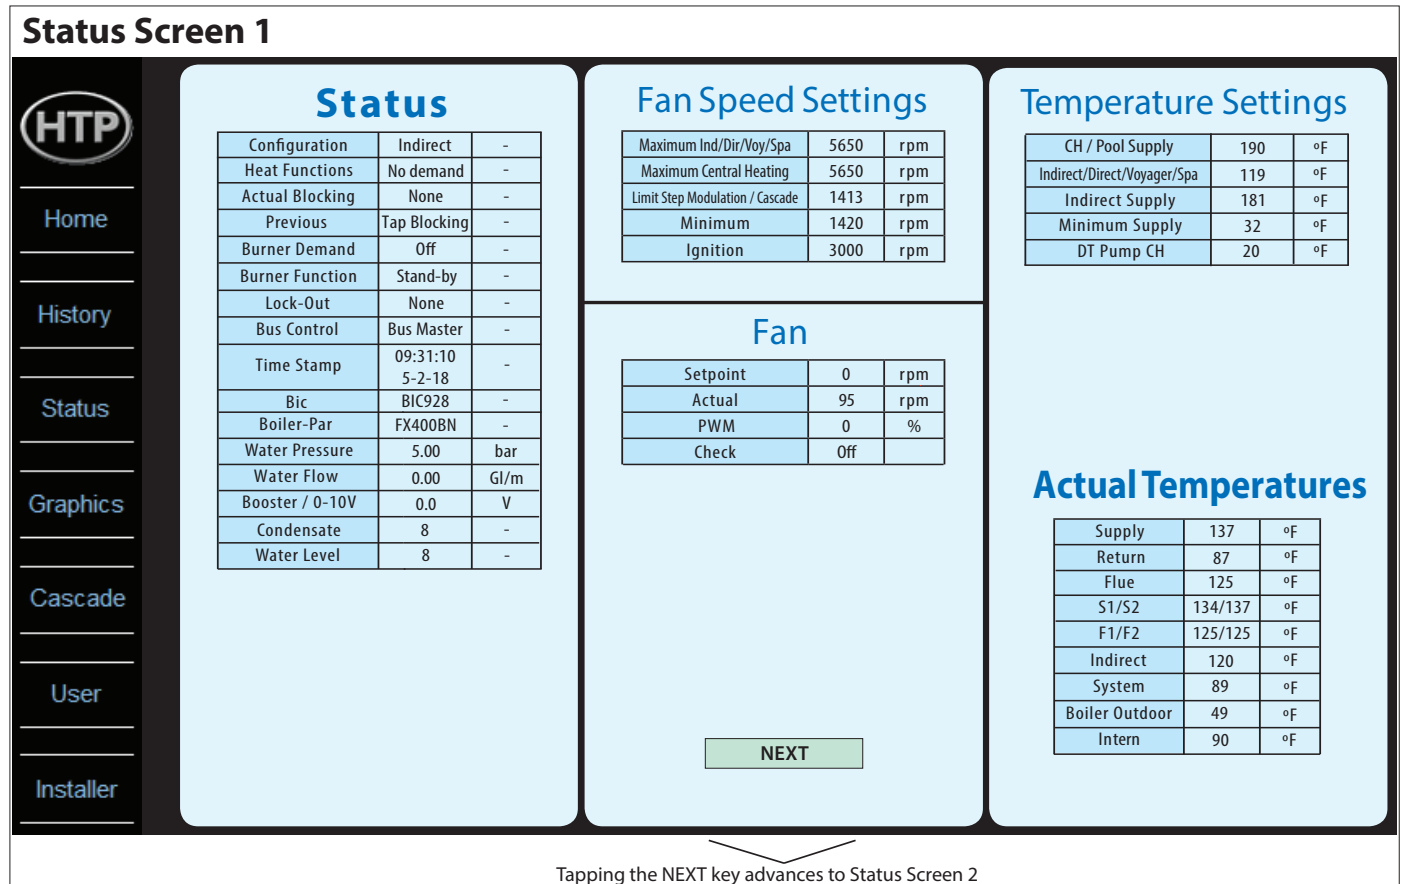 Status Screen 1
HTP
Home
History
Status
Graphics
Cascade
User
Installer
Status
Configuration Indirect -
Heat Functions No demand -
Actual Blocking None -
Previous Tap Blocking -
Burner Demand Off -
Burner Function Stand-by -
Lock-Out None -
Bus Control Bus Master -
Time Stamp 09:31:10 -
5-2-18
Bic BIC928 -
Boiler-Par FX400BN -
Water Pressure 5.00 bar
Water Flow 0.00 Gl/m
Booster / 0-10V 0.0 V
Condensate 8 -
Water Level 8 -
Fan Speed Settings
Maximum Ind/Dir/Voy/Spa 5650 rpm
Maximum Central Heating 5650 rpm
Limit Step Modulation / Cascade 1413 rpm
Minimum 1420 rpm
Ignition 3000 rpm
Fan
Setpoint 0 rpm
Actual 95 rpm
PWM 0 %
Check Off
NEXT
Temperature Settings
CH / Pool Supply 190 ºF
Indirect/Direct/Voyager/Spa 119 ºF
Indirect Supply 181 ºF
Minimum Supply 32 ºF
DT Pump CH 20 ºF
Actual Temperatures
Supply 137 ºF
Return 87 ºF
Flue 125 ºF
S1/S2 134/137 ºF
F1/F2 125/125 ºF
Indirect 120 ºF
System 89 ºF
Boiler Outdoor 49 ºF
Intern 90 ºF
Tapping the NEXT key advances to Status Screen 2